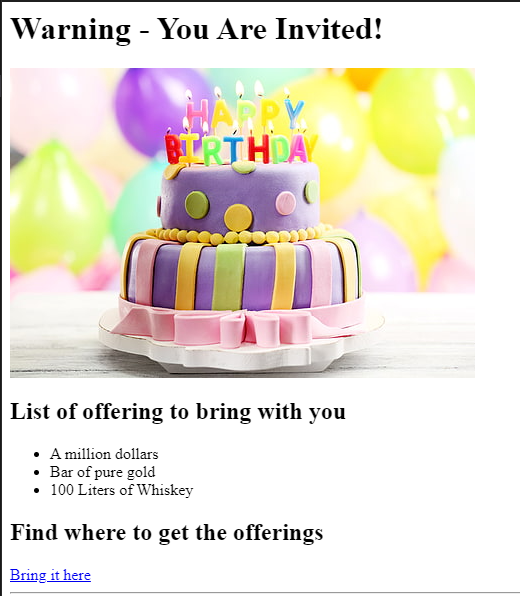 Warning - You Are Invited!
HAPPY
BIRTHDAY
List of offering to bring with you
A million dollars
Bar of pure gold
100 Liters of Whiskey
Find where to get the offerings
Bring it here